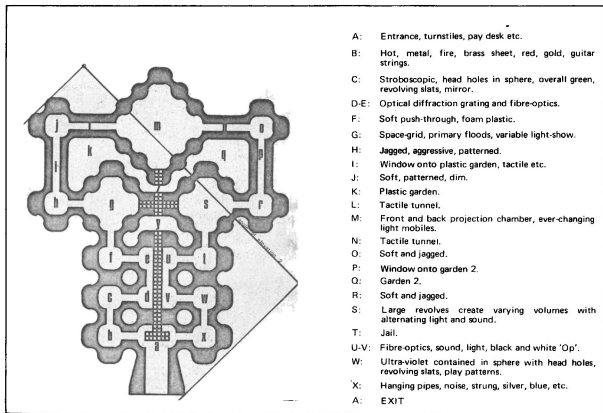 A: Entrance, turnstiles, pay desk etc.
B: Hot, metal, fire, brass sheet, red, gold, guitar
strings.
C: Stroboscopic, head holes in sphere, overall green,
revolving slats, mirror.
D-E: Optical diffraction grating and fibre-optics.
F: Soft push-through, foam plastic.
G: Space-grid, primary floods, variable light-show.
H: Jagged, aggressive, patterned.
I: Window onto plastic garden, tactile etc.
J: Soft, patterned, dim.
K: Plastic garden.
L: Tactile tunnel.
M: Front and back projection chamber, ever-changing
light mobiles.
N: Tactile tunnel.
O: Soft and jagged.
P: Window onto garden 2.
Q: Garden 2.
R: Soft and jagged.
S: Large revolves create varying volumes with
alternating light and sound.
T: Jail.
U-V: Fibre-optics, sound, light, black and white 'Op'.
W: Ultra-violet contained in sphere with head holes,
revolving slats, play patterns.
X: Hanging pipes, noise, strung, silver, blue, etc.
A: EXIT
j m o
k q p
i
h g s r
y
f e u t
c d v w
b a x